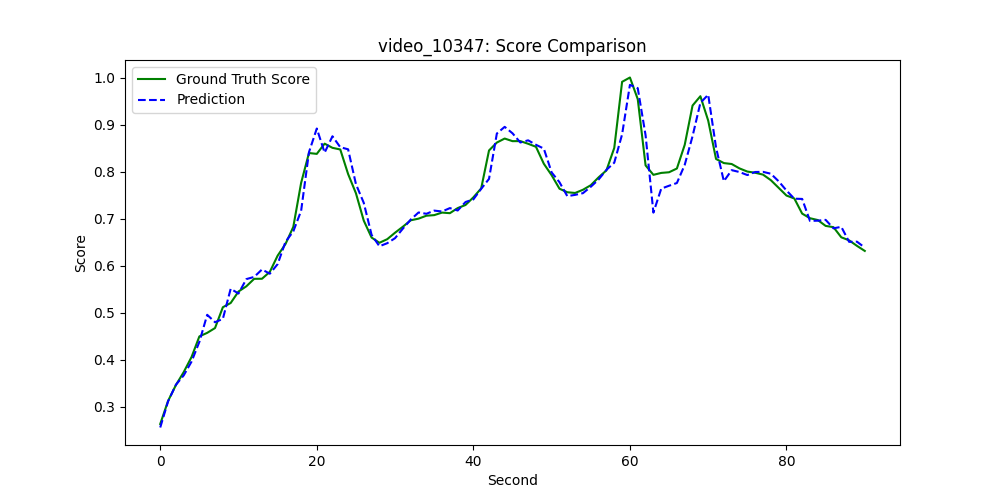 video_10347: Score Comparison
Ground Truth Score
Prediction
1.0
0.9
0.8
0.7
0.6
0.5
0.4
0.3
Score
0 20 40 60 80
Second